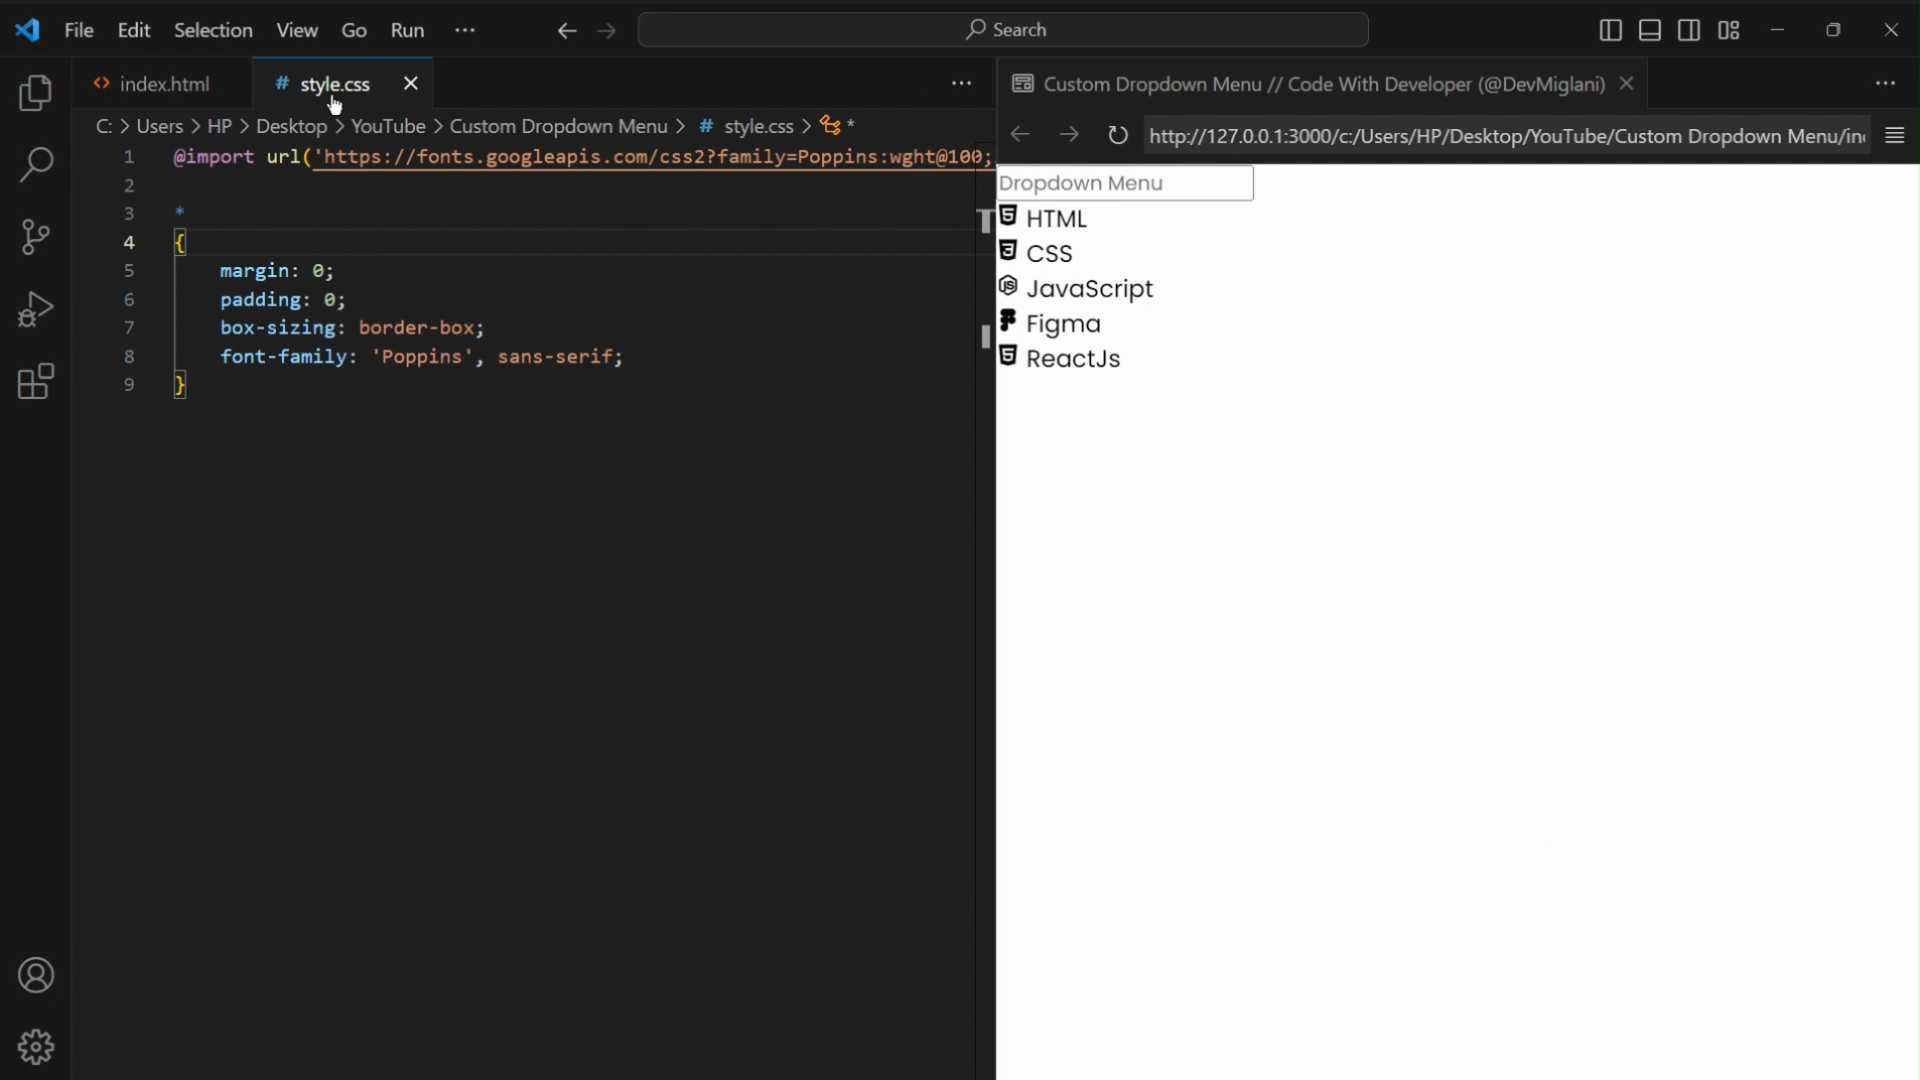 File Edit Selection View Go Run ··· Search
index.html # style.css
Custom Dropdown Menu // Code With Developer (@DevMiglani)
C: > Users > HP > Desktop > YouTube > Custom Dropdown Menu > # style.css > *
http://127.0.0.1:3000/c:/Users/HP/Desktop/YouTube/Custom Dropdown Menu/in
1 @import url('https://fonts.googleapis.com/css2?family=Poppins:wght@100;
2
3 *
4 {
5 margin: 0;
6 padding: 0;
7 box-sizing: border-box;
8 font-family: 'Poppins', sans-serif;
9 }
Dropdown Menu
HTML
CSS
JavaScript
Figma
ReactJs